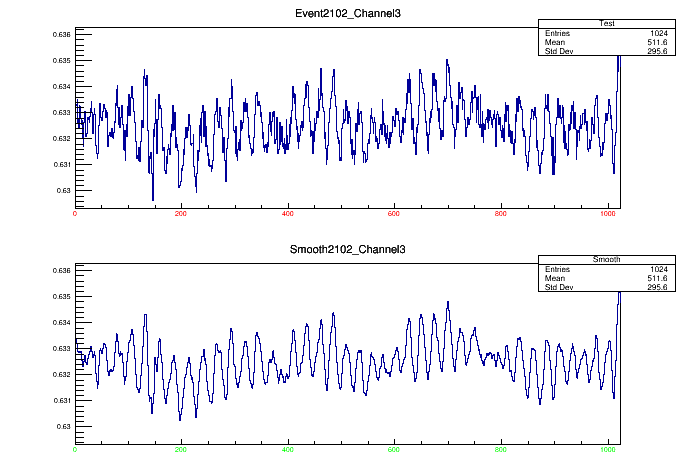 Event2102_Channel3
Test
Entries 1024
Mean 511.6
Std Dev 295.6
0.636
0.635
0.634
0.633
0.632
0.631
0.63
0 200 400 600 800 1000
Smooth2102_Channel3
Smooth
Entries 1024
Mean 511.6
Std Dev 295.6
0.636
0.635
0.634
0.633
0.632
0.631
0.63
0 200 400 600 800 1000